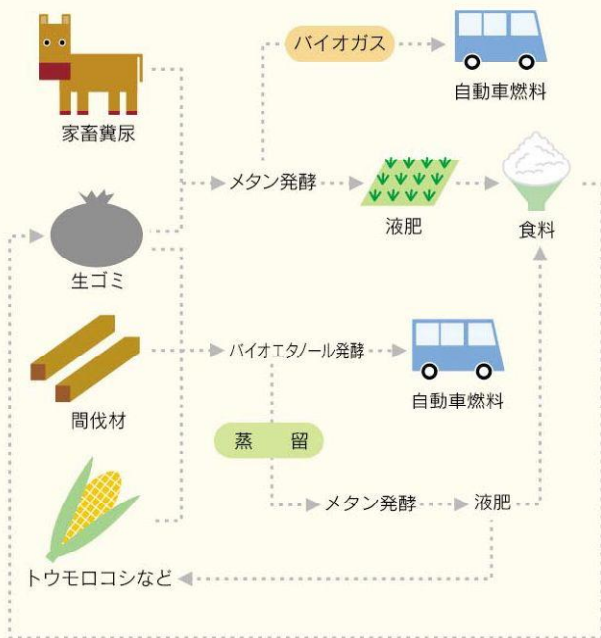 バイオガス
自動車燃料
家畜糞尿
メタン発酵
液肥
食料
生ゴミ
バイオエタノール発酵
自動車燃料
間伐材
蒸　留
メタン発酵
液肥
トウモロコシなど